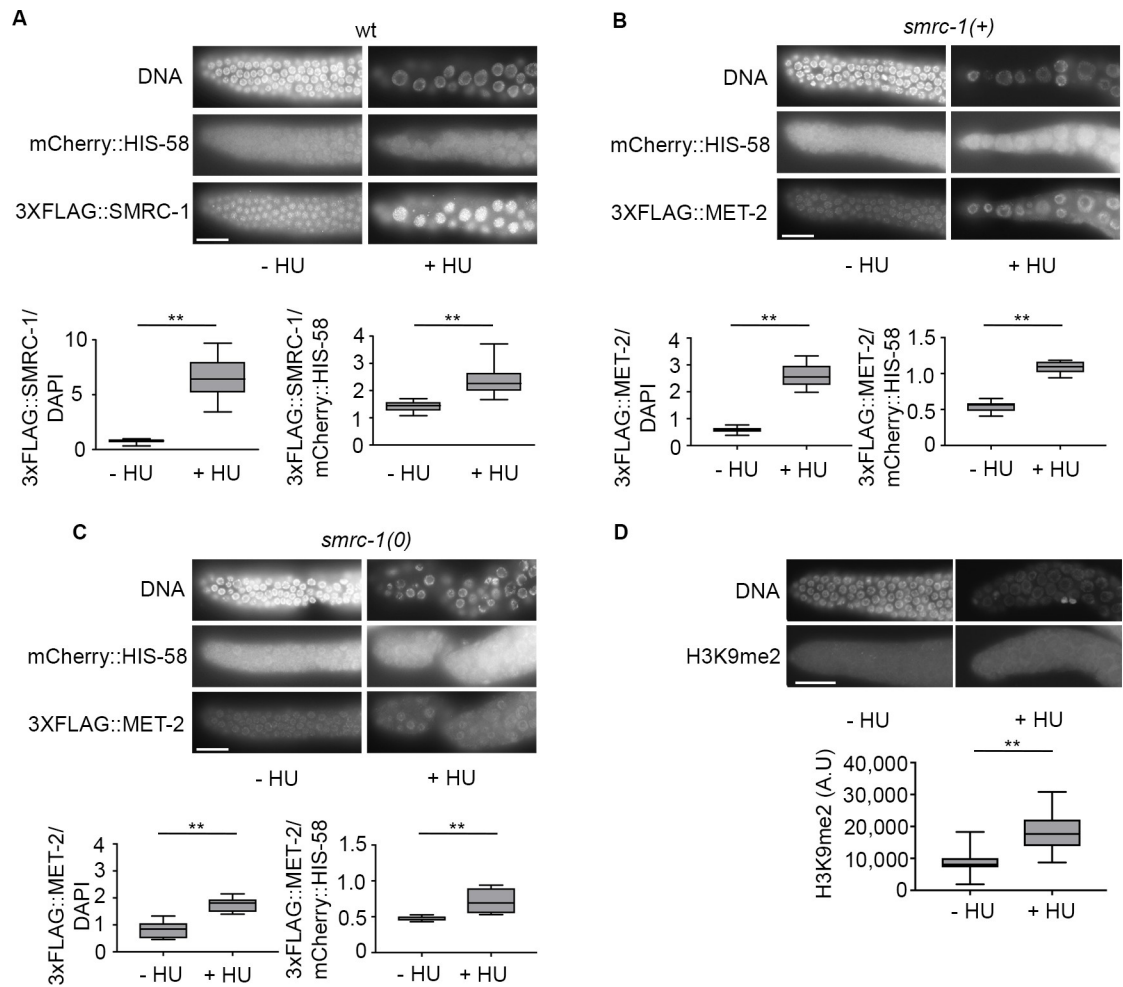 A
wt
DNA
mCherry::HIS-58
3XFLAG::SMRC-1
- HU
+ HU
3xFLAG::SMRC-1/
DAPI
10
5
0
**
- HU
+ HU
3xFLAG::SMRC-1/
mCherry::HIS-58
4
3
2
1
0
**
- HU
+ HU
B
smrc-1(+)
DNA
mCherry::HIS-58
3XFLAG::MET-2
- HU
+ HU
3xFLAG::MET-2/
DAPI
4
3
2
1
0
**
- HU
+ HU
3xFLAG::MET-2/
mCherry::HIS-58
1.5
1.0
0.5
0
**
- HU
+ HU
C
smrc-1(0)
DNA
mCherry::HIS-58
3XFLAG::MET-2
- HU
+ HU
3xFLAG::MET-2/
DAPI
4
3
2
1
0
**
- HU
+ HU
3xFLAG::MET-2/
mCherry::HIS-58
1.5
1.0
0.5
0
**
- HU
+ HU
D
DNA
H3K9me2
- HU
+ HU
H3K9me2 (A.U)
40,000
30,000
20,000
10,000
0
**
- HU
+ HU